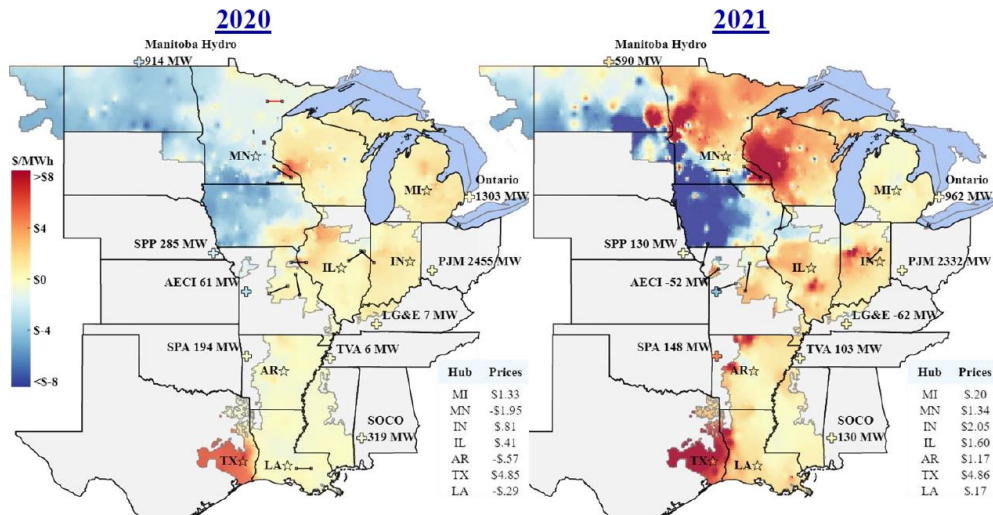 2020
2021
Manitoba Hydro
914 MW
$/MWh
>$8
$4
$0
$-4
<$-8
MN
MI
Ontario
1303 MW
SPP 285 MW
IL
IN
PJM 2455 MW
AECI 61 MW
LG&E 7 MW
SPA 194 MW
TVA 6 MW
AR
SOCO
319 MW
TX
LA
Hub Prices
MI $1.33
MN -$1.95
IN $.81
IL $.41
AR -$.57
TX $4.85
LA -$.29
Manitoba Hydro
590 MW
MN
MI
Ontario
962 MW
SPP 130 MW
IL
IN
PJM 2332 MW
AECI -52 MW
LG&E -62 MW
SPA 148 MW
TVA 103 MW
AR
SOCO
130 MW
TX
LA
Hub Prices
MI $.20
MN $1.34
IN $2.05
IL $1.60
AR $1.17
TX $4.86
LA $.17